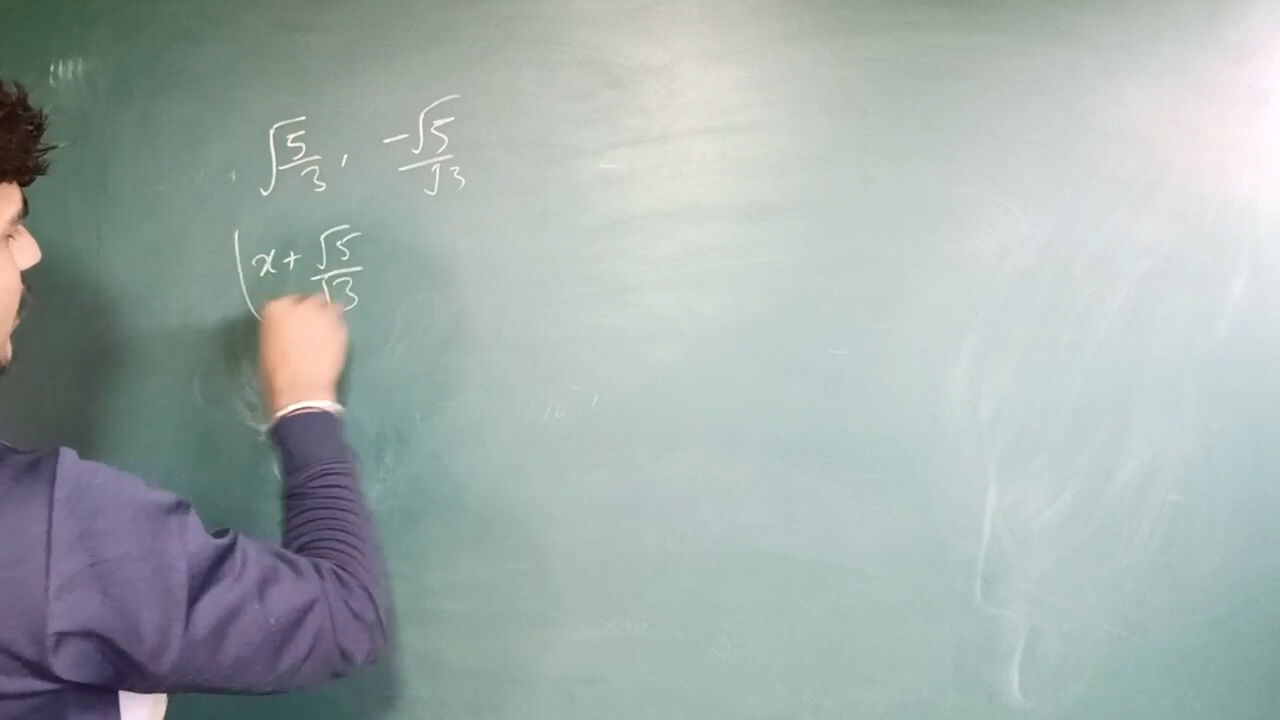 √5/3, -√5/√3
(x + √5/√3